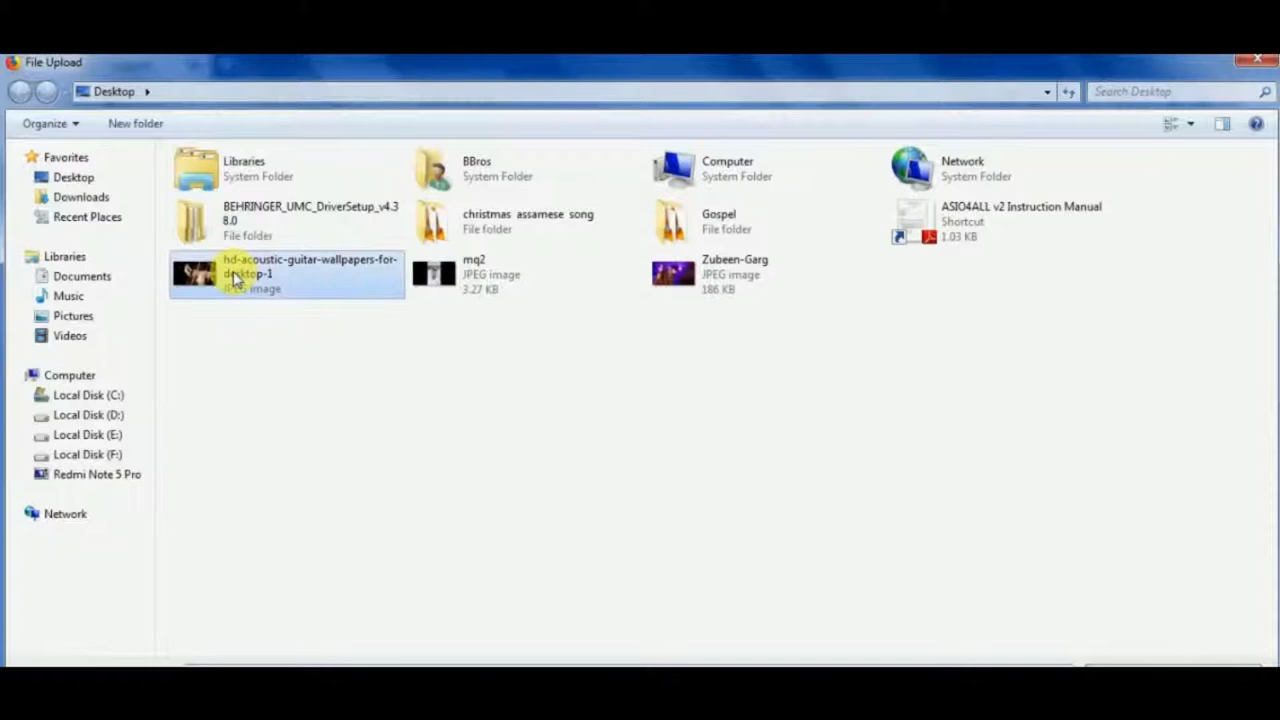 File Upload
Desktop
Search Desktop
Organize
New folder
Favorites
Desktop
Downloads
Recent Places
Libraries
Documents
Music
Pictures
Videos
Computer
Local Disk (C:)
Local Disk (D:)
Local Disk (E:)
Local Disk (F:)
Redmi Note 5 Pro
Network
Libraries
System Folder
BBros
System Folder
Computer
System Folder
Network
System Folder
BEHRINGER_UMC_DriverSetup_v4.3
8.0
File folder
christmas assamese song
File folder
Gospel
File folder
ASIO4ALL v2 Instruction Manual
Shortcut
1.03 KB
hd-acoustic-guitar-wallpapers-for-
desktop-1
JPEG image
mq2
JPEG image
3.27 KB
Zubeen-Garg
JPEG image
186 KB